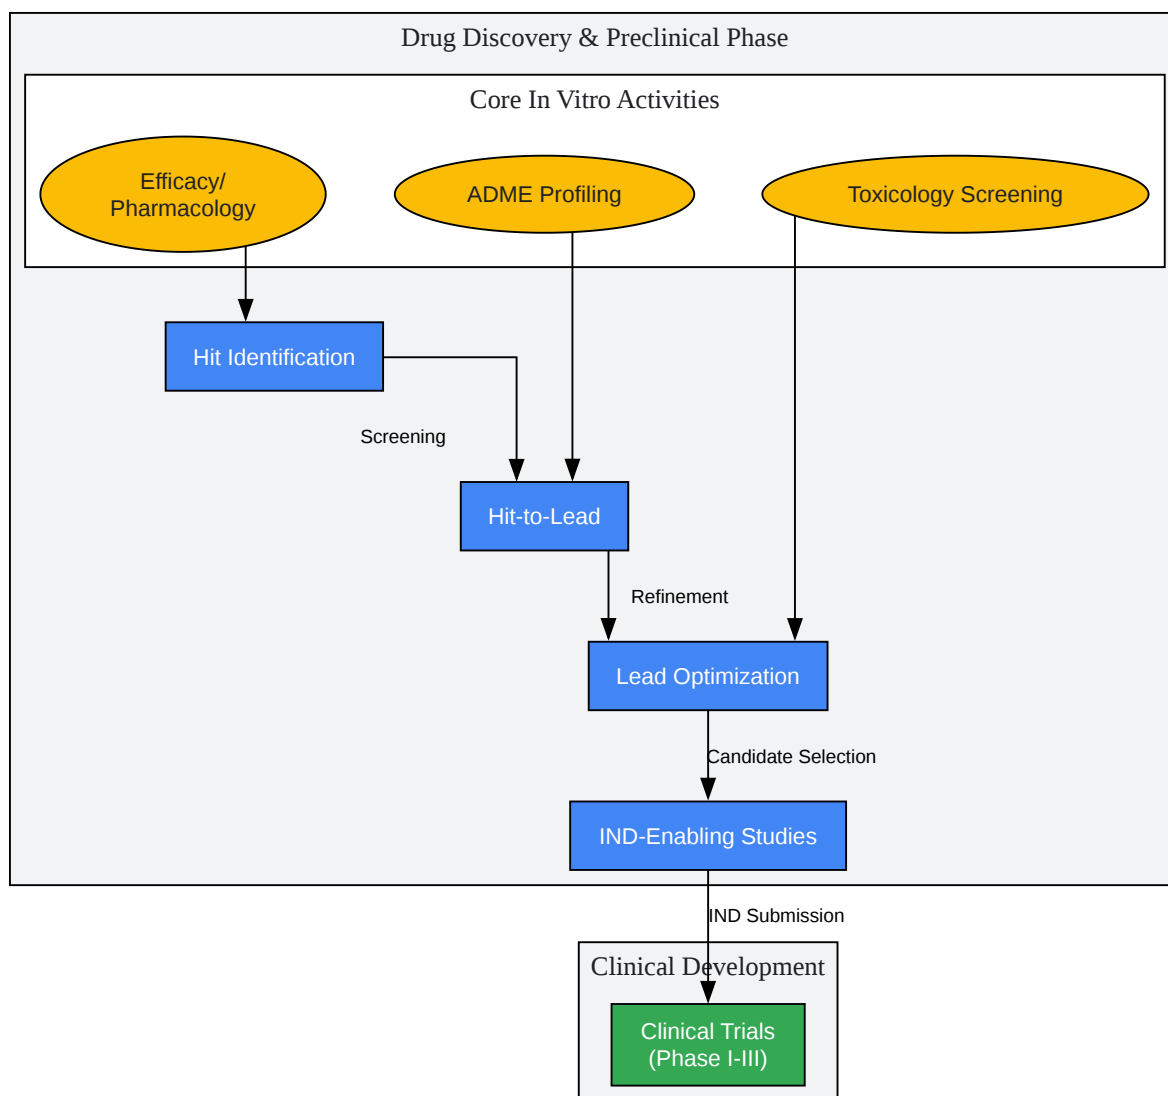 Drug Discovery & Preclinical Phase
Core In Vitro Activities
Efficacy/
Pharmacology
ADME Profiling
Toxicology Screening
Hit Identification
Screening
Hit-to-Lead
Refinement
Lead Optimization
Candidate Selection
IND-Enabling Studies
IND Submission
Clinical Development
Clinical Trials
(Phase I-III)